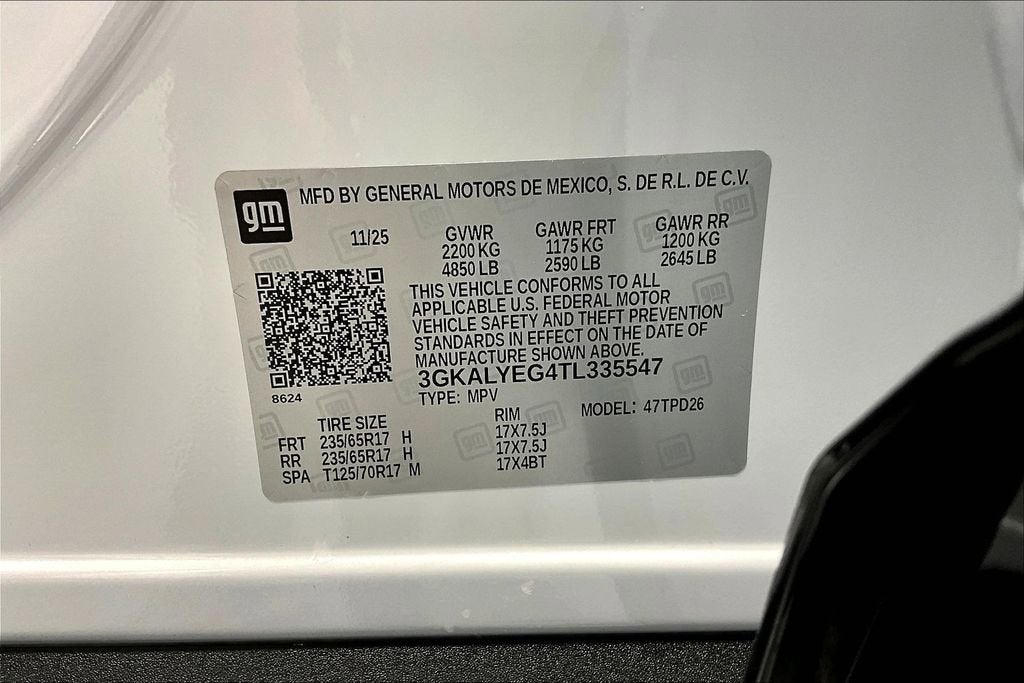 gm
MFD BY GENERAL MOTORS DE MEXICO, S. DE R.L. DE C.V.
11/25 GVWR GAWR FRT GAWR RR
2200 KG 1175 KG 1200 KG
4850 LB 2590 LB 2645 LB
THIS VEHICLE CONFORMS TO ALL
APPLICABLE U.S. FEDERAL MOTOR
VEHICLE SAFETY AND THEFT PREVENTION
STANDARDS IN EFFECT ON THE DATE OF
MANUFACTURE SHOWN ABOVE.
3GKALYEG4TL335547
8624
TYPE: MPV
MODEL: 47TPD26
TIRE SIZE RIM
FRT 235/65R17 H 17X7.5J
RR 235/65R17 H 17X7.5J
SPA T125/70R17 M 17X4BT